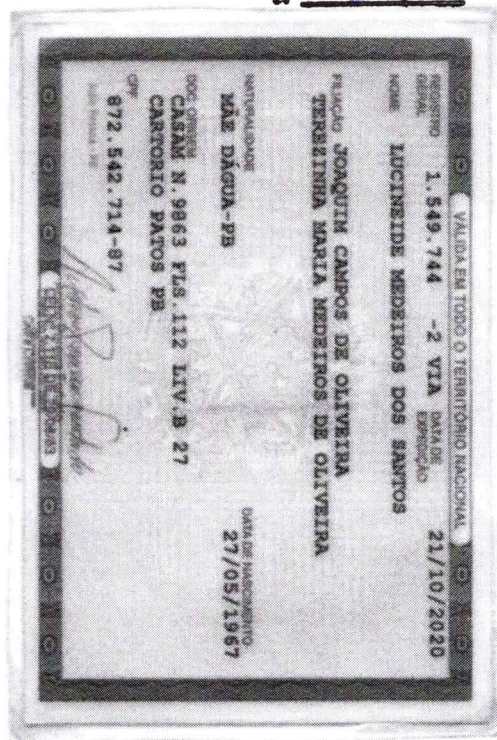 VÁLIDA EM TODO O TERRITÓRIO NACIONAL
REGISTRO GERAL 1.549.744 -2 VIA DATA DE EXPEDIÇÃO 21/10/2020
NOME LUCINEIDE MEDEIROS DOS SANTOS
FILIAÇÃO JOAQUIM CAMPOS DE OLIVEIRA
TEREZINHA MARIA MEDEIROS DE OLIVEIRA
NATURALIDADE MÃE DÁGUA-PB DATA DE NASCIMENTO 27/05/1967
DOC ORIGEM CASAM N.9863 FLS.112 LIV.B 27
CARTORIO PATOS PB
CPF 872.542.714-87